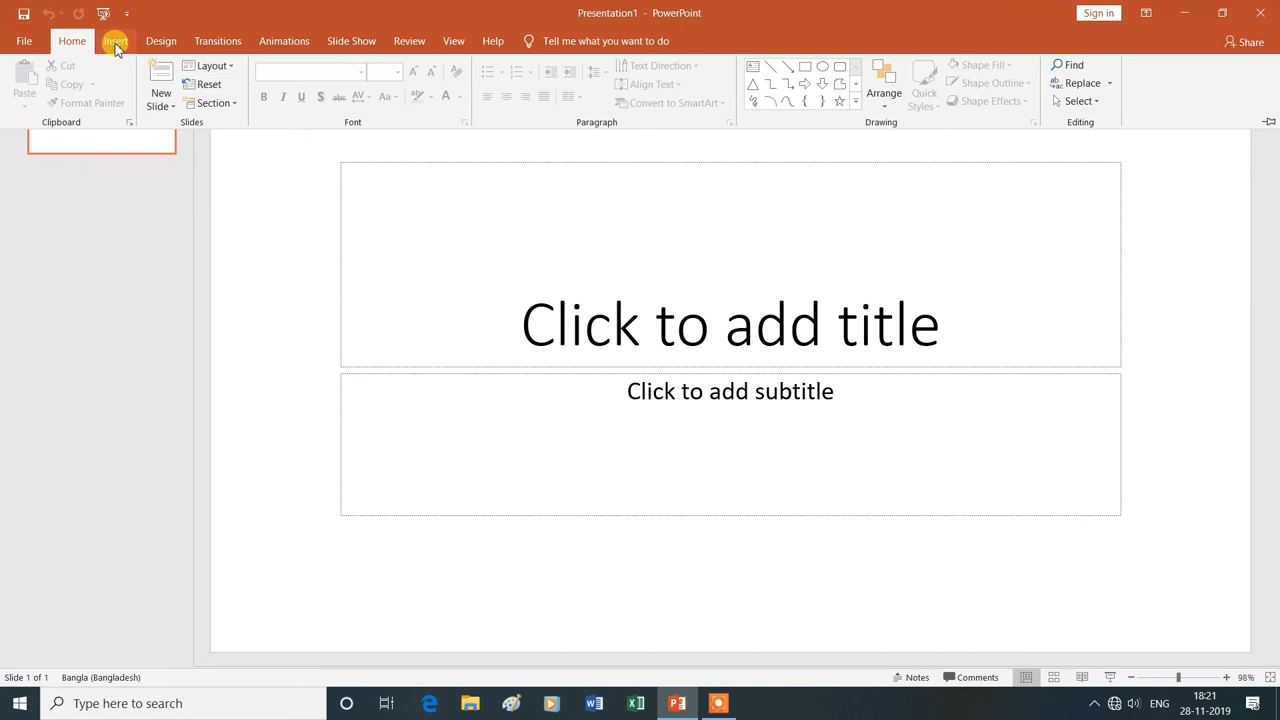 Presentation1 - PowerPoint
Sign in
File Home Insert Design Transitions Animations Slide Show Review View Help Tell me what you want to do Share
Paste
Cut
Copy
Format Painter
Clipboard
New Slide
Layout
Reset
Section
Slides
B I U S abc AV Aa A
Font
Text Direction
Align Text
Convert to SmartArt
Paragraph
Arrange
Quick Styles
Shape Fill
Shape Outline
Shape Effects
Drawing
Find
Replace
Select
Editing
Click to add title
Click to add subtitle
Slide 1 of 1 Bangla (Bangladesh) Notes Comments 98%
Type here to search
ENG
18:21
28-11-2019